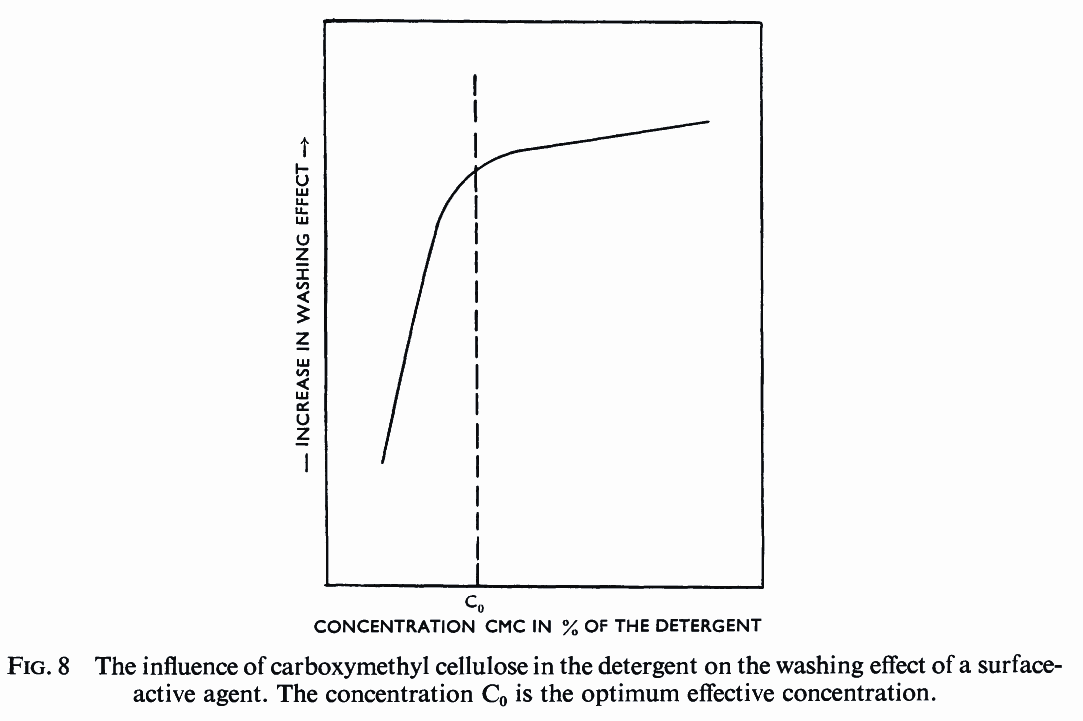 — INCREASE IN WASHING EFFECT →
C₀
CONCENTRATION CMC IN % OF THE DETERGENT
FIG. 8 The influence of carboxymethyl cellulose in the detergent on the washing effect of a surface-
active agent. The concentration C₀ is the optimum effective concentration.